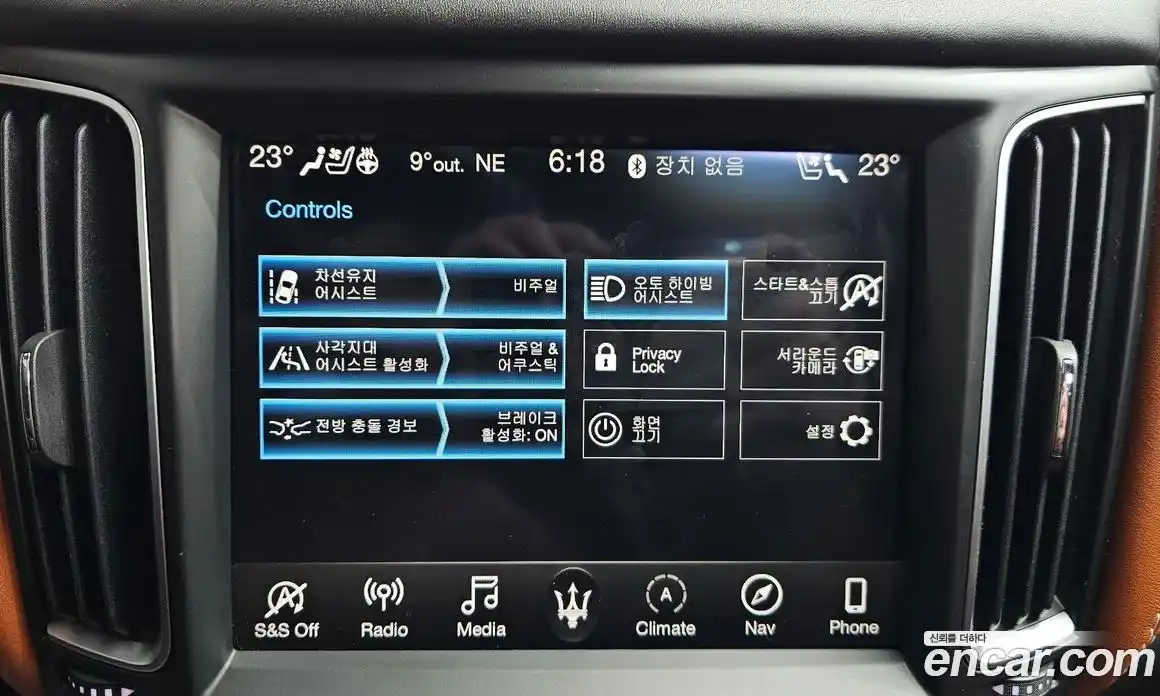 23°
9° out. NE
6:18
장치 없음
23°
Controls
차선유지
어시스트
비주얼
오토 하이빔
어시스트
스타트&스톱
끄기
사각지대
어시스트 활성화
비주얼 &
어쿠스틱
Privacy
Lock
서라운드
카메라
전방 충돌 경보
브레이크
활성화: ON
화면
끄기
설정
S&S Off
Radio
Media
A
Climate
Nav
Phone
신뢰를 더하다
encar.com